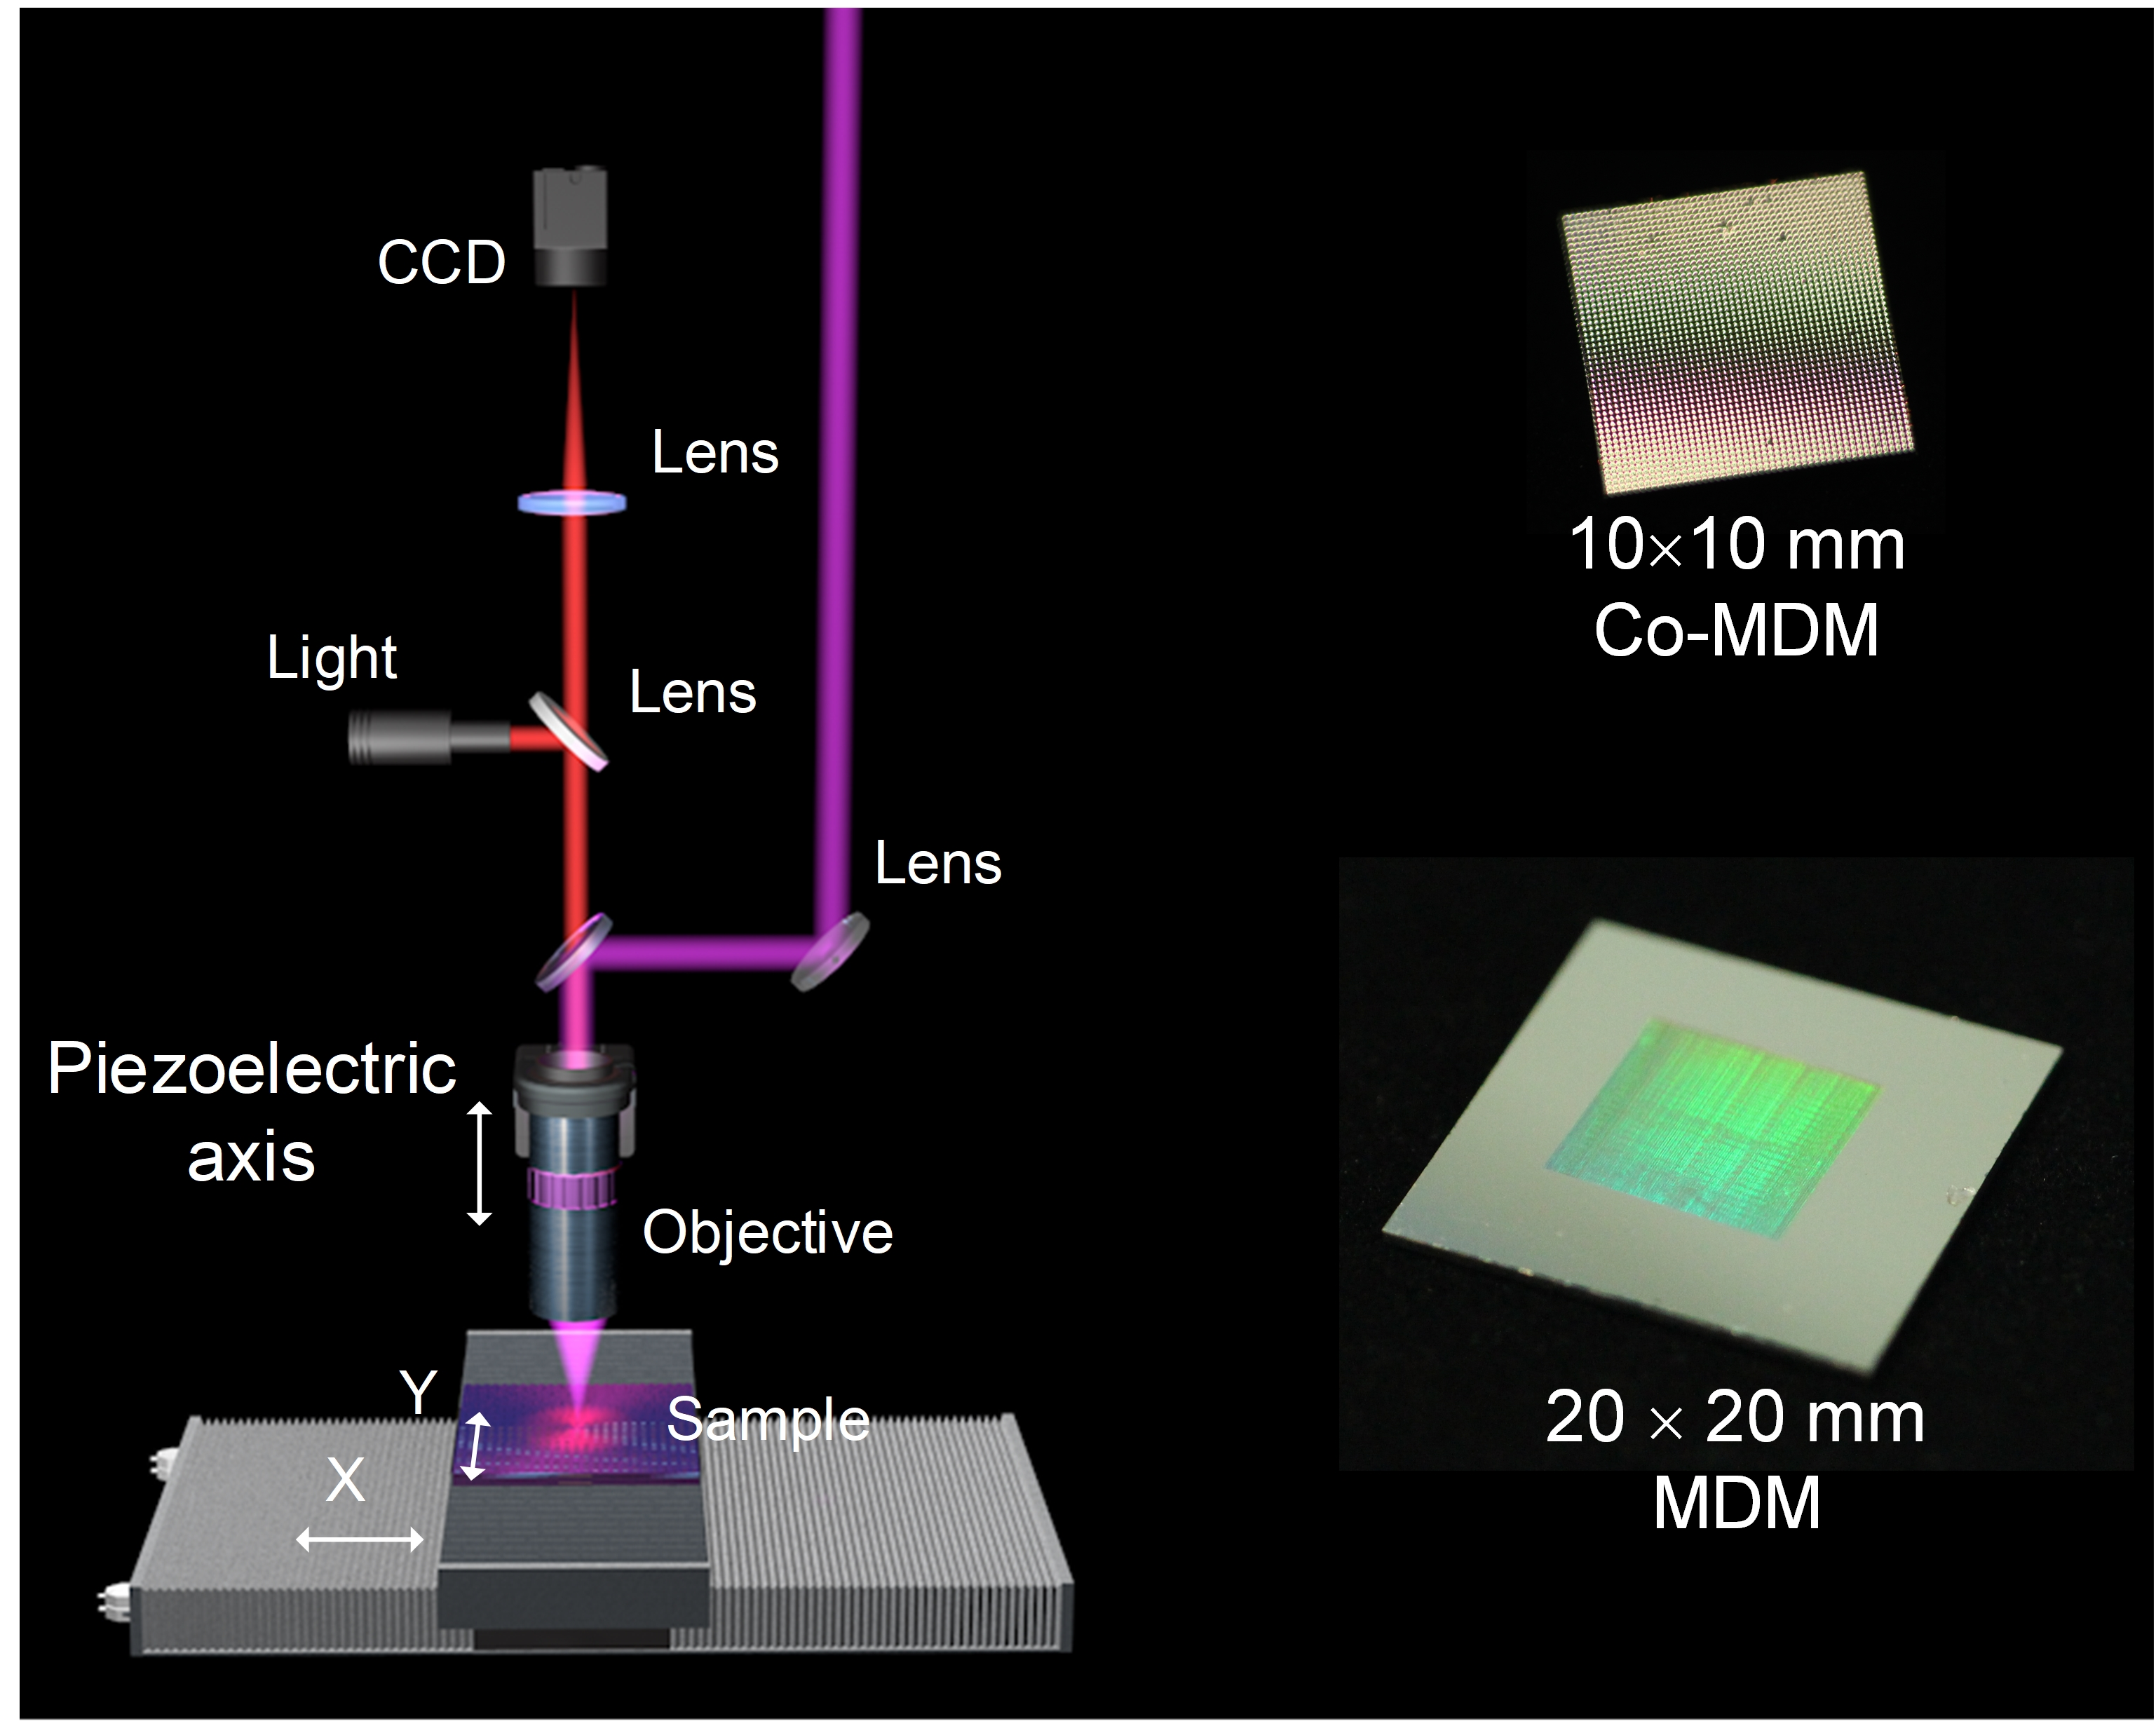 CCD
Lens
Light
Lens
Lens
Piezoelectric
axis
Objective
Y
Sample
X
10×10 mm
Co-MDM
20 × 20 mm
MDM